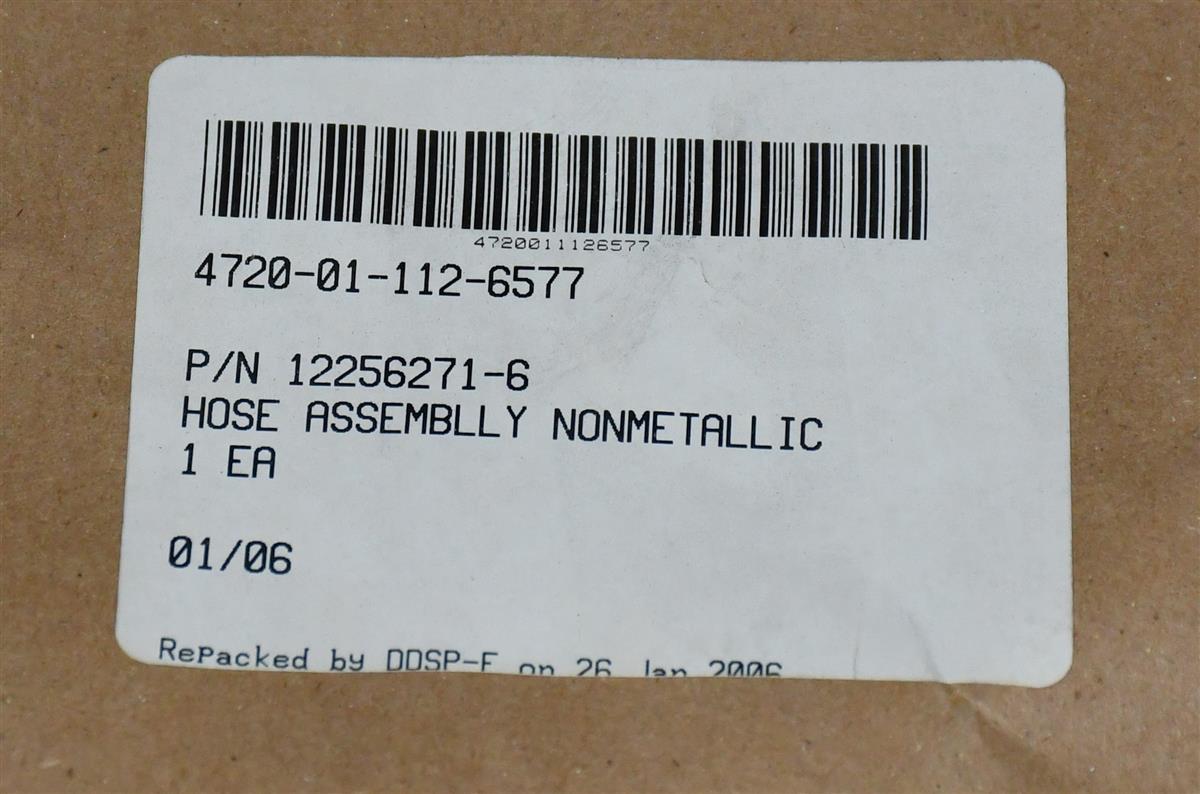 4720011126577
4720-01-112-6577
P/N 12256271-6
HOSE ASSEMBLLY NONMETALLIC
1 EA
01/06
Repacked by DDSP-F on 26 Jan 2006